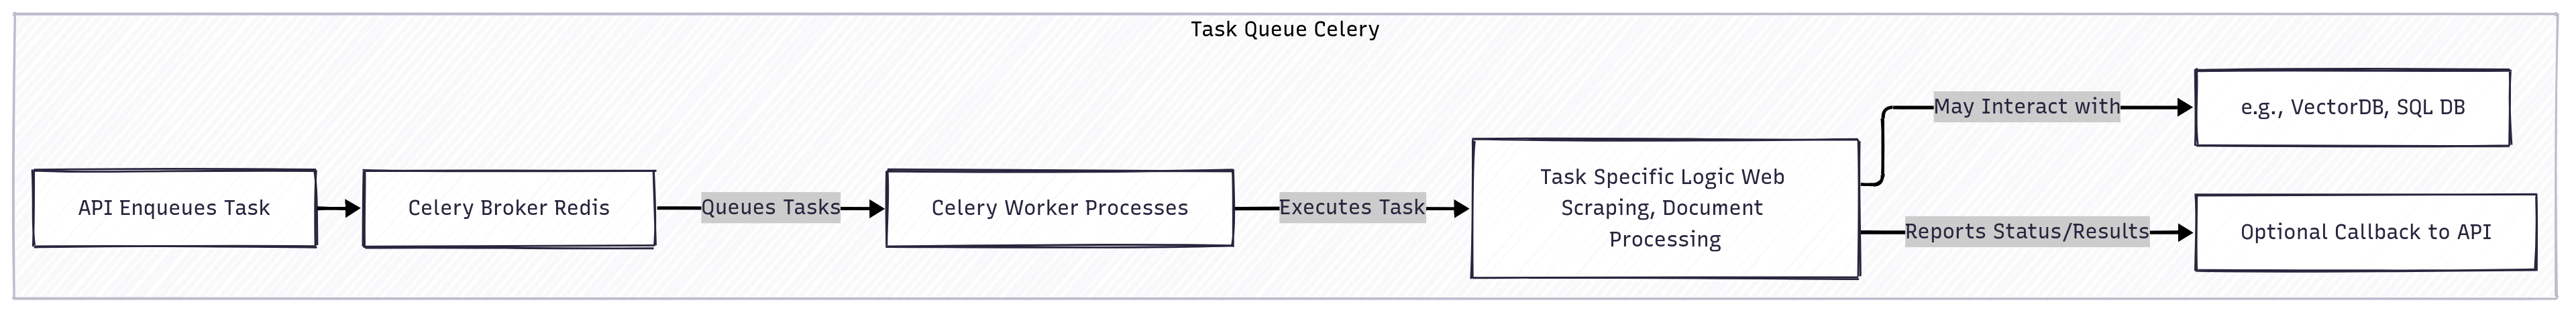 Task Queue Celery
API Enqueues Task
Celery Broker Redis
Queues Tasks
Celery Worker Processes
Executes Task
Task Specific Logic Web
Scraping, Document
Processing
May Interact with
e.g., VectorDB, SQL DB
Reports Status/Results
Optional Callback to API